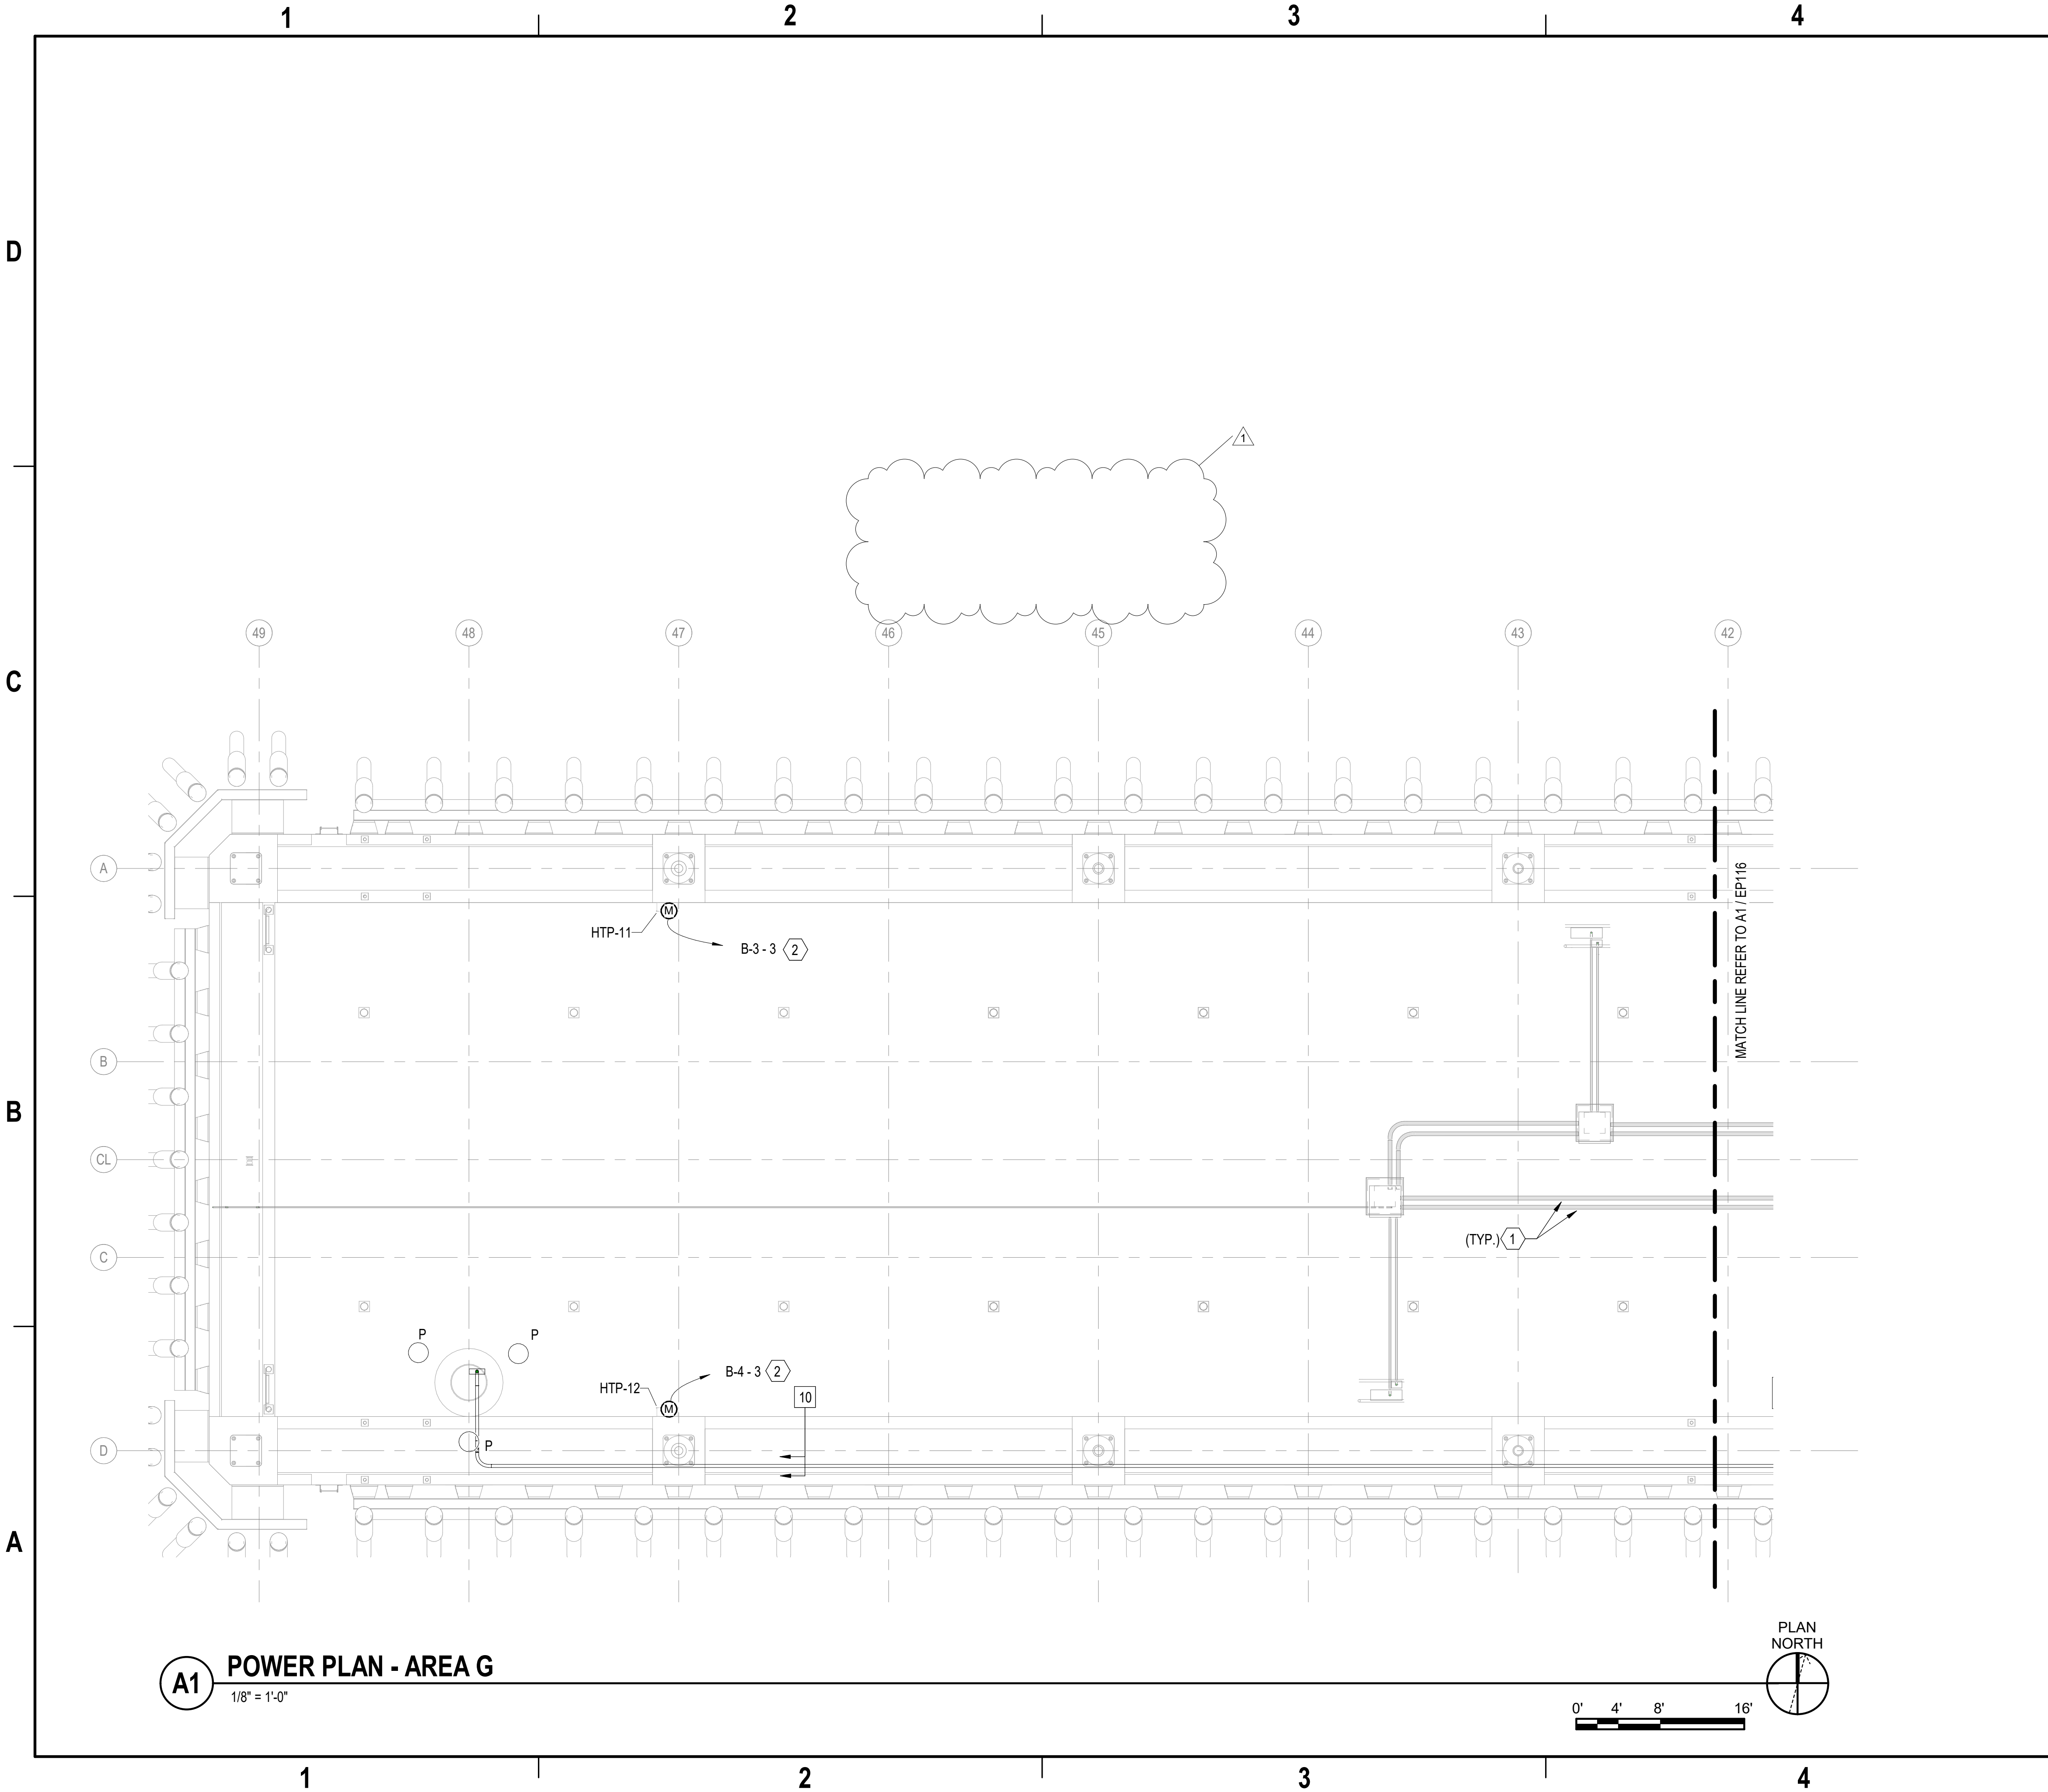 1 2 3 4
D
1
49 48 47 46 45 44 43 42
C
A
MATCH LINE REFER TO A1 / EP116
HTP-11
M
B-3 - 3 2
B
B
CL
(TYP.) 1
C
P P
B-4 - 3 2
HTP-12
10
M
D
P
A
PLAN
NORTH
A1
POWER PLAN - AREA G
1/8" = 1'-0"
0' 4' 8' 16'
1 2 3 4